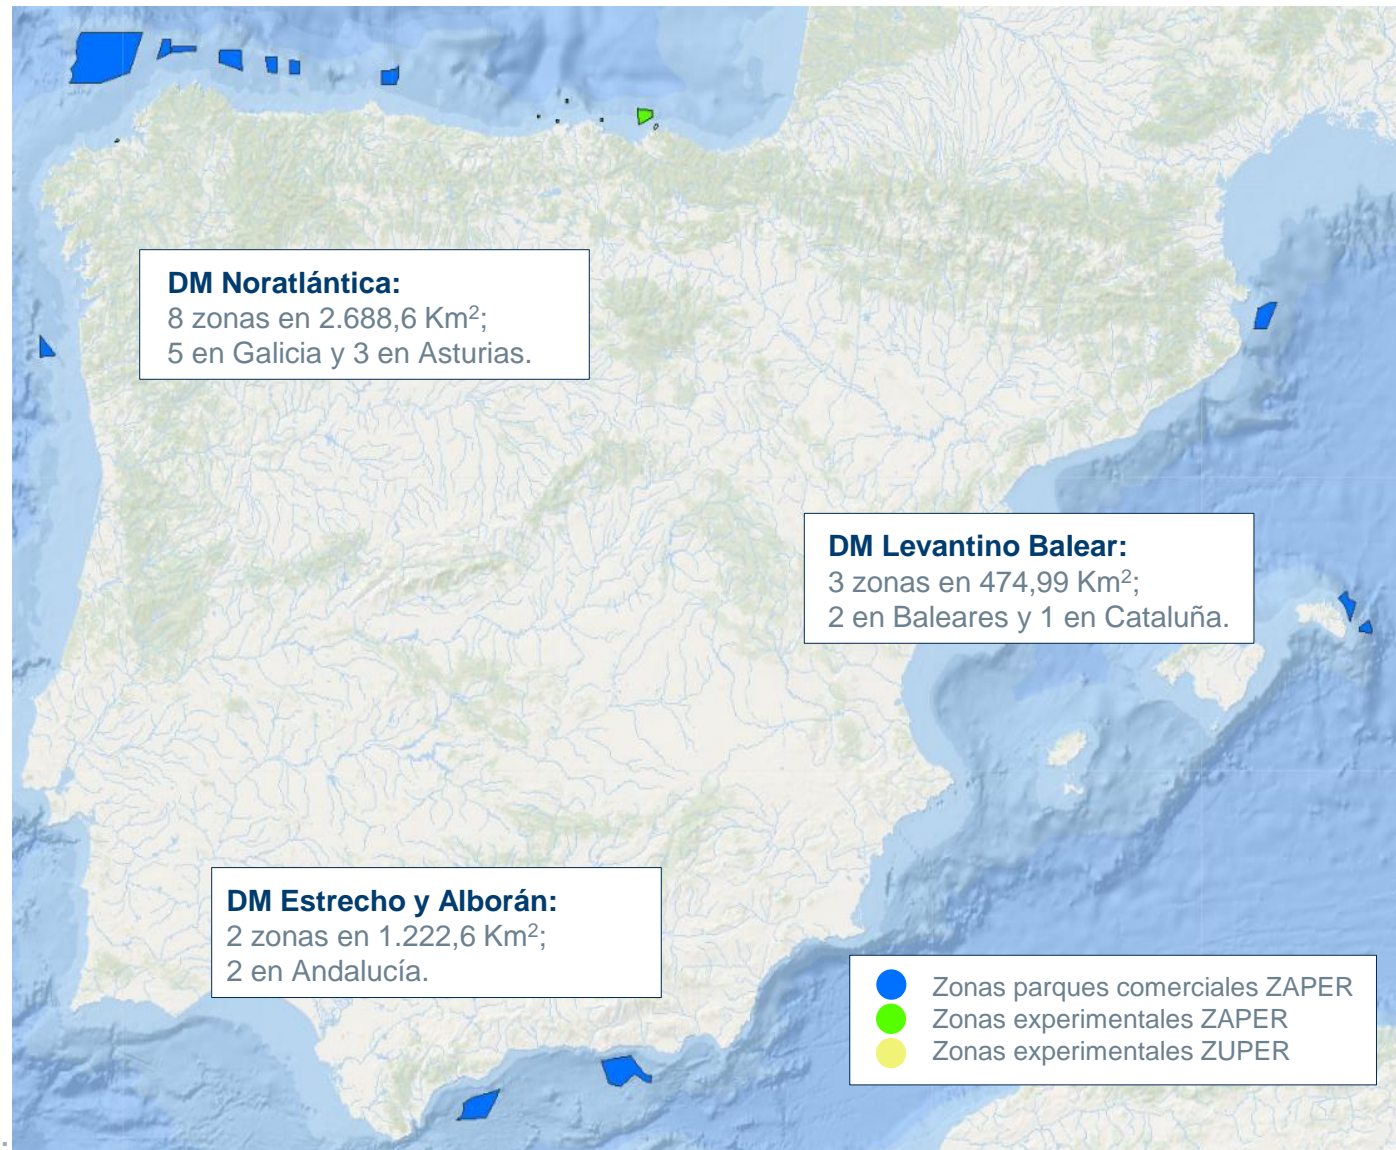 DM Noratlántica:
8 zonas en 2.688,6 Km²;
5 en Galicia y 3 en Asturias.
DM Levantino Balear:
3 zonas en 474,99 Km²;
2 en Baleares y 1 en Cataluña.
DM Estrecho y Alborán:
2 zonas en 1.222,6 Km²;
2 en Andalucía.
Zonas parques comerciales ZAPER
Zonas experimentales ZAPER
Zonas experimentales ZUPER